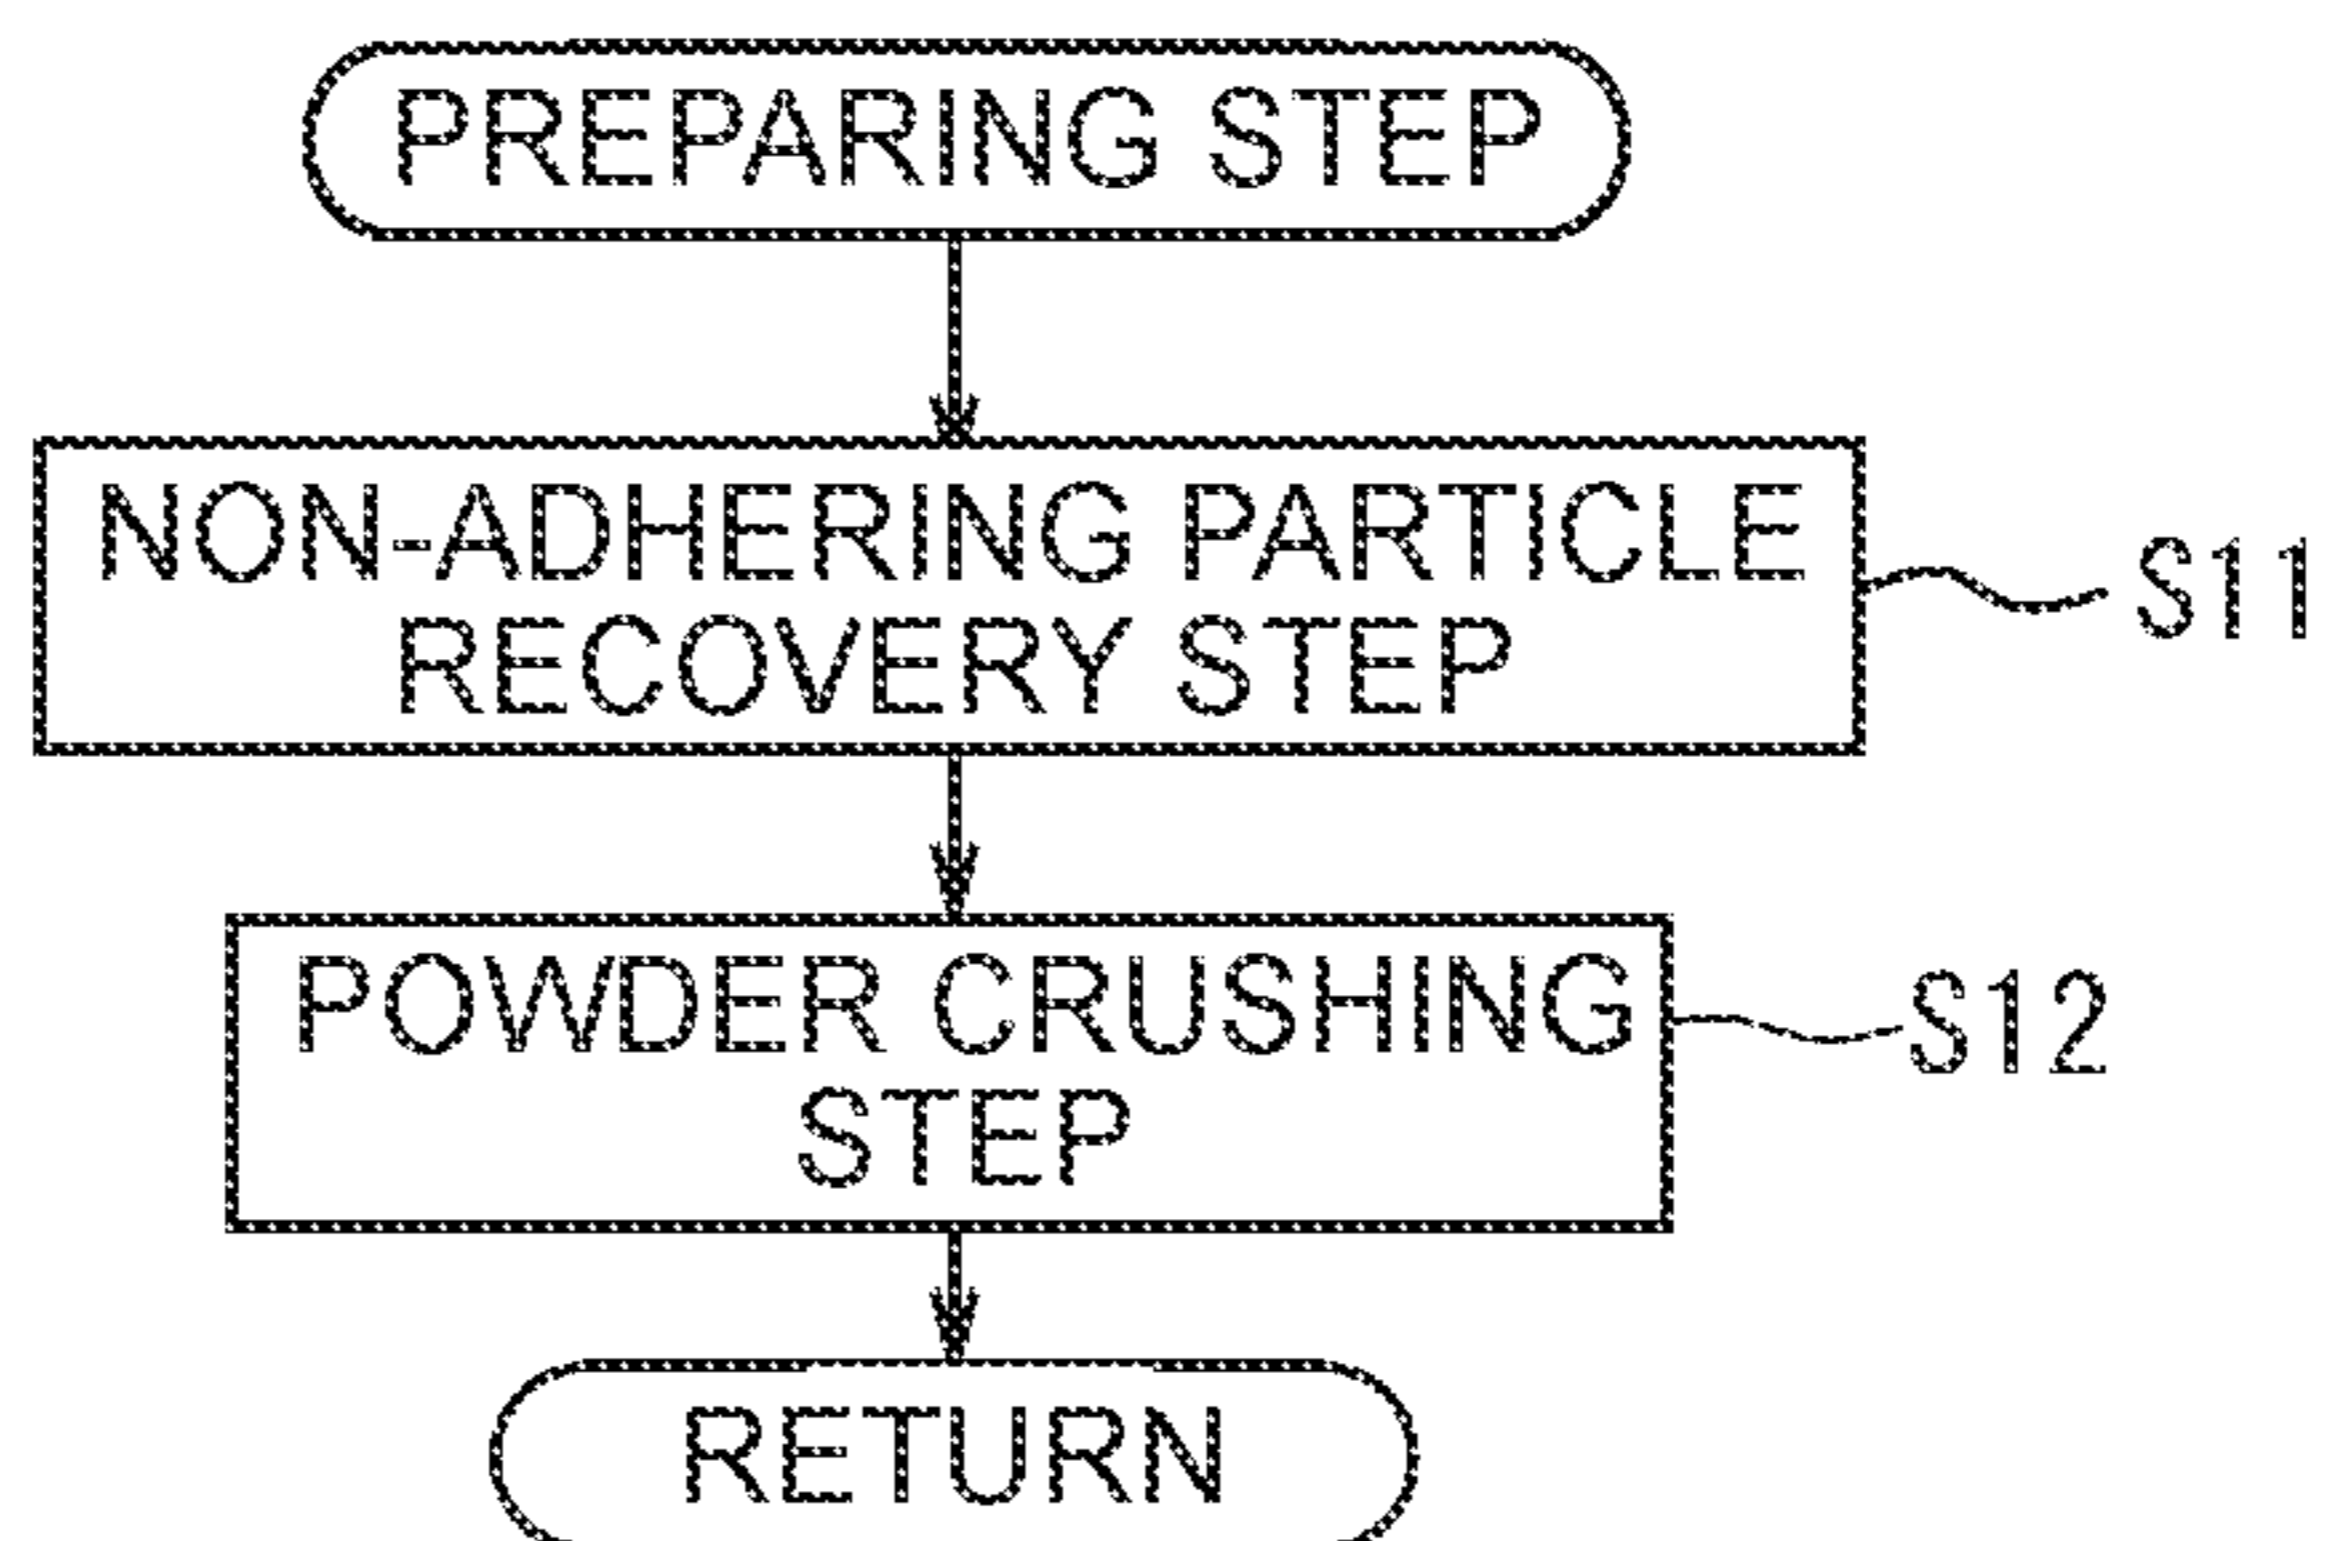 PREPARING STEP
NON-ADHERING PARTICLE
RECOVERY STEP
S11
POWDER CRUSHING
STEP
S12
RETURN